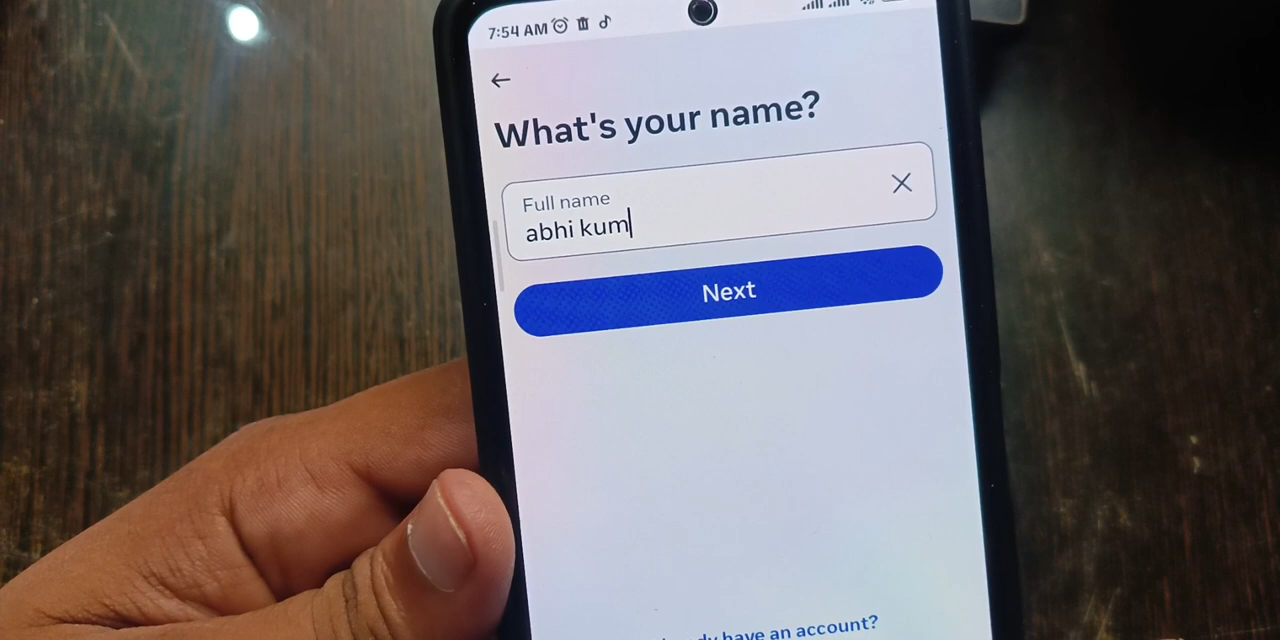 7:54 AM
What's your name?
Full name
abhi kum
Next
have an account?